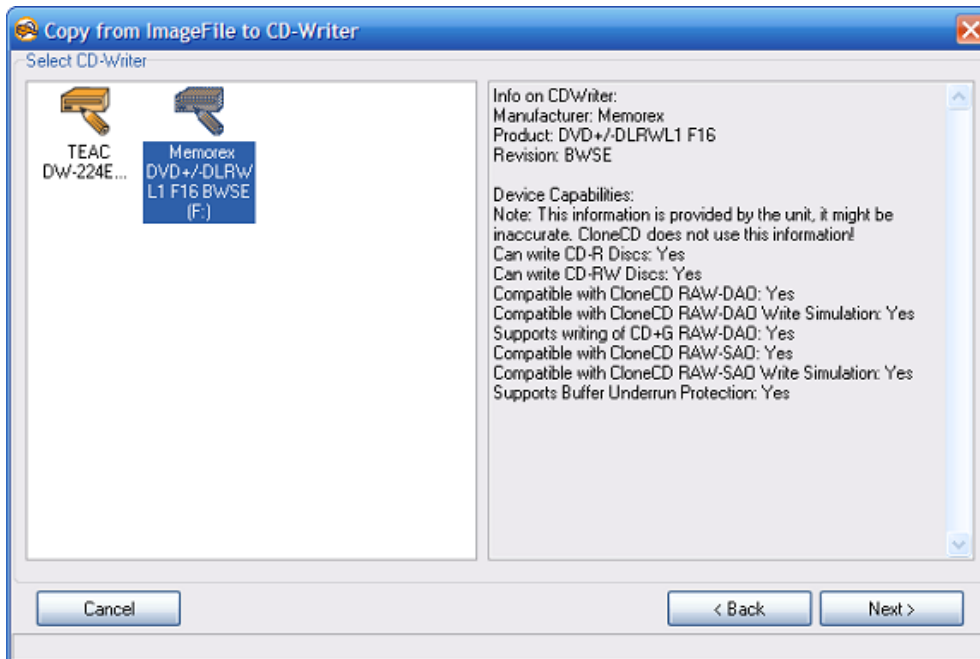 Copy from ImageFile to CD-Writer
Select CD-Writer
TEAC
DW-224E...
Memorex
DVD+/-DLRW
L1 F16 BWSE
(F:)
Info on CDWriter:
Manufacturer: Memorex
Product: DVD+/-DLRWL1 F16
Revision: BWSE
Device Capabilities:
Note: This information is provided by the unit, it might be
inaccurate. CloneCD does not use this information!
Can write CD-R Discs: Yes
Can write CD-RW Discs: Yes
Compatible with CloneCD RAW-DAO: Yes
Compatible with CloneCD RAW-DAO Write Simulation: Yes
Supports writing of CD+G RAW-DAO: Yes
Compatible with CloneCD RAW-SAO: Yes
Compatible with CloneCD RAW-SAO Write Simulation: Yes
Supports Buffer Underrun Protection: Yes
Cancel
< Back
Next >